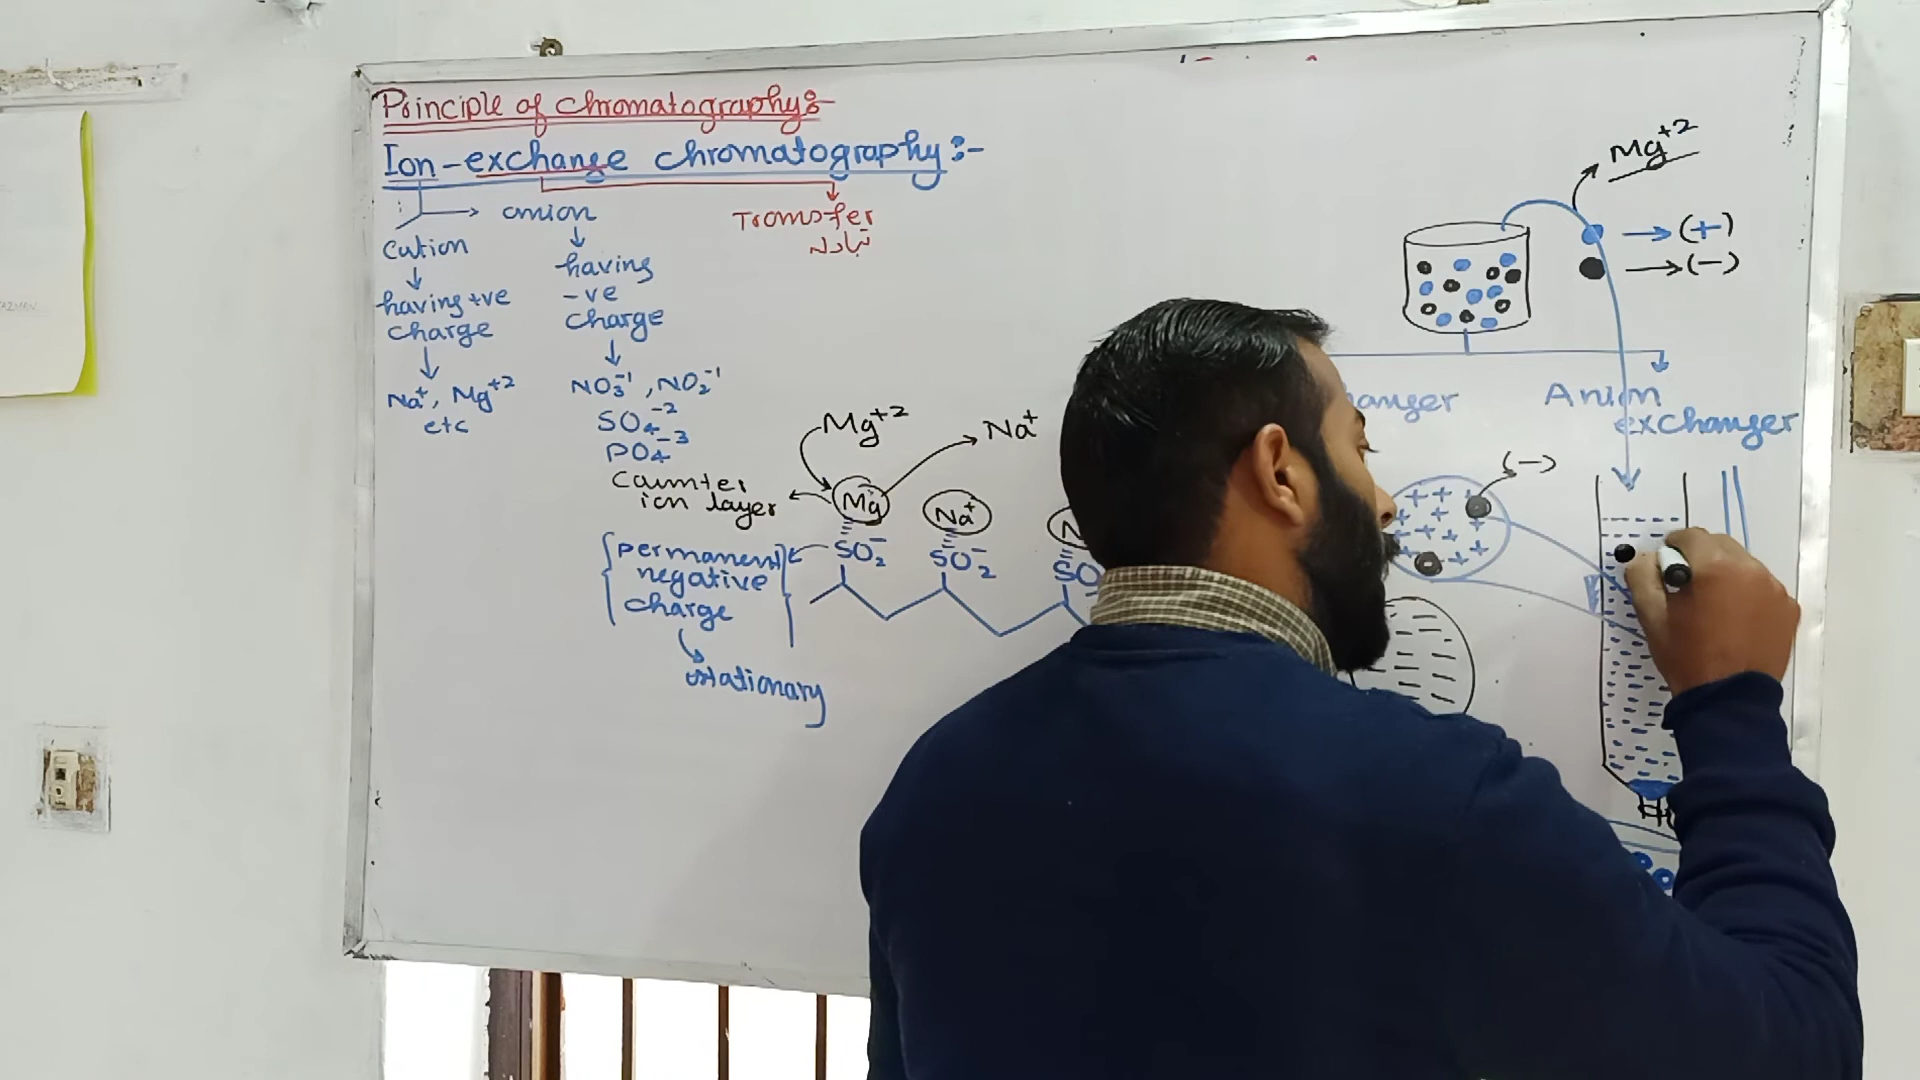 Principle of chromatography:-
Ion-exchange chromatography:-
anion
Cution
having +ve
charge
Na+, Mg+2
etc
having
-ve
charge
NO3-1, NO2-1
SO4-2
PO4-3
Transfer
تبادلہ
Mg+2
Na+
Counter
ion layer
Mg
Na+
N
SO2-
SO2-
SO
permanent
negative
charge
stationary
Mg+2
(+)
(-)
hanger
Anion
exchanger
(-)